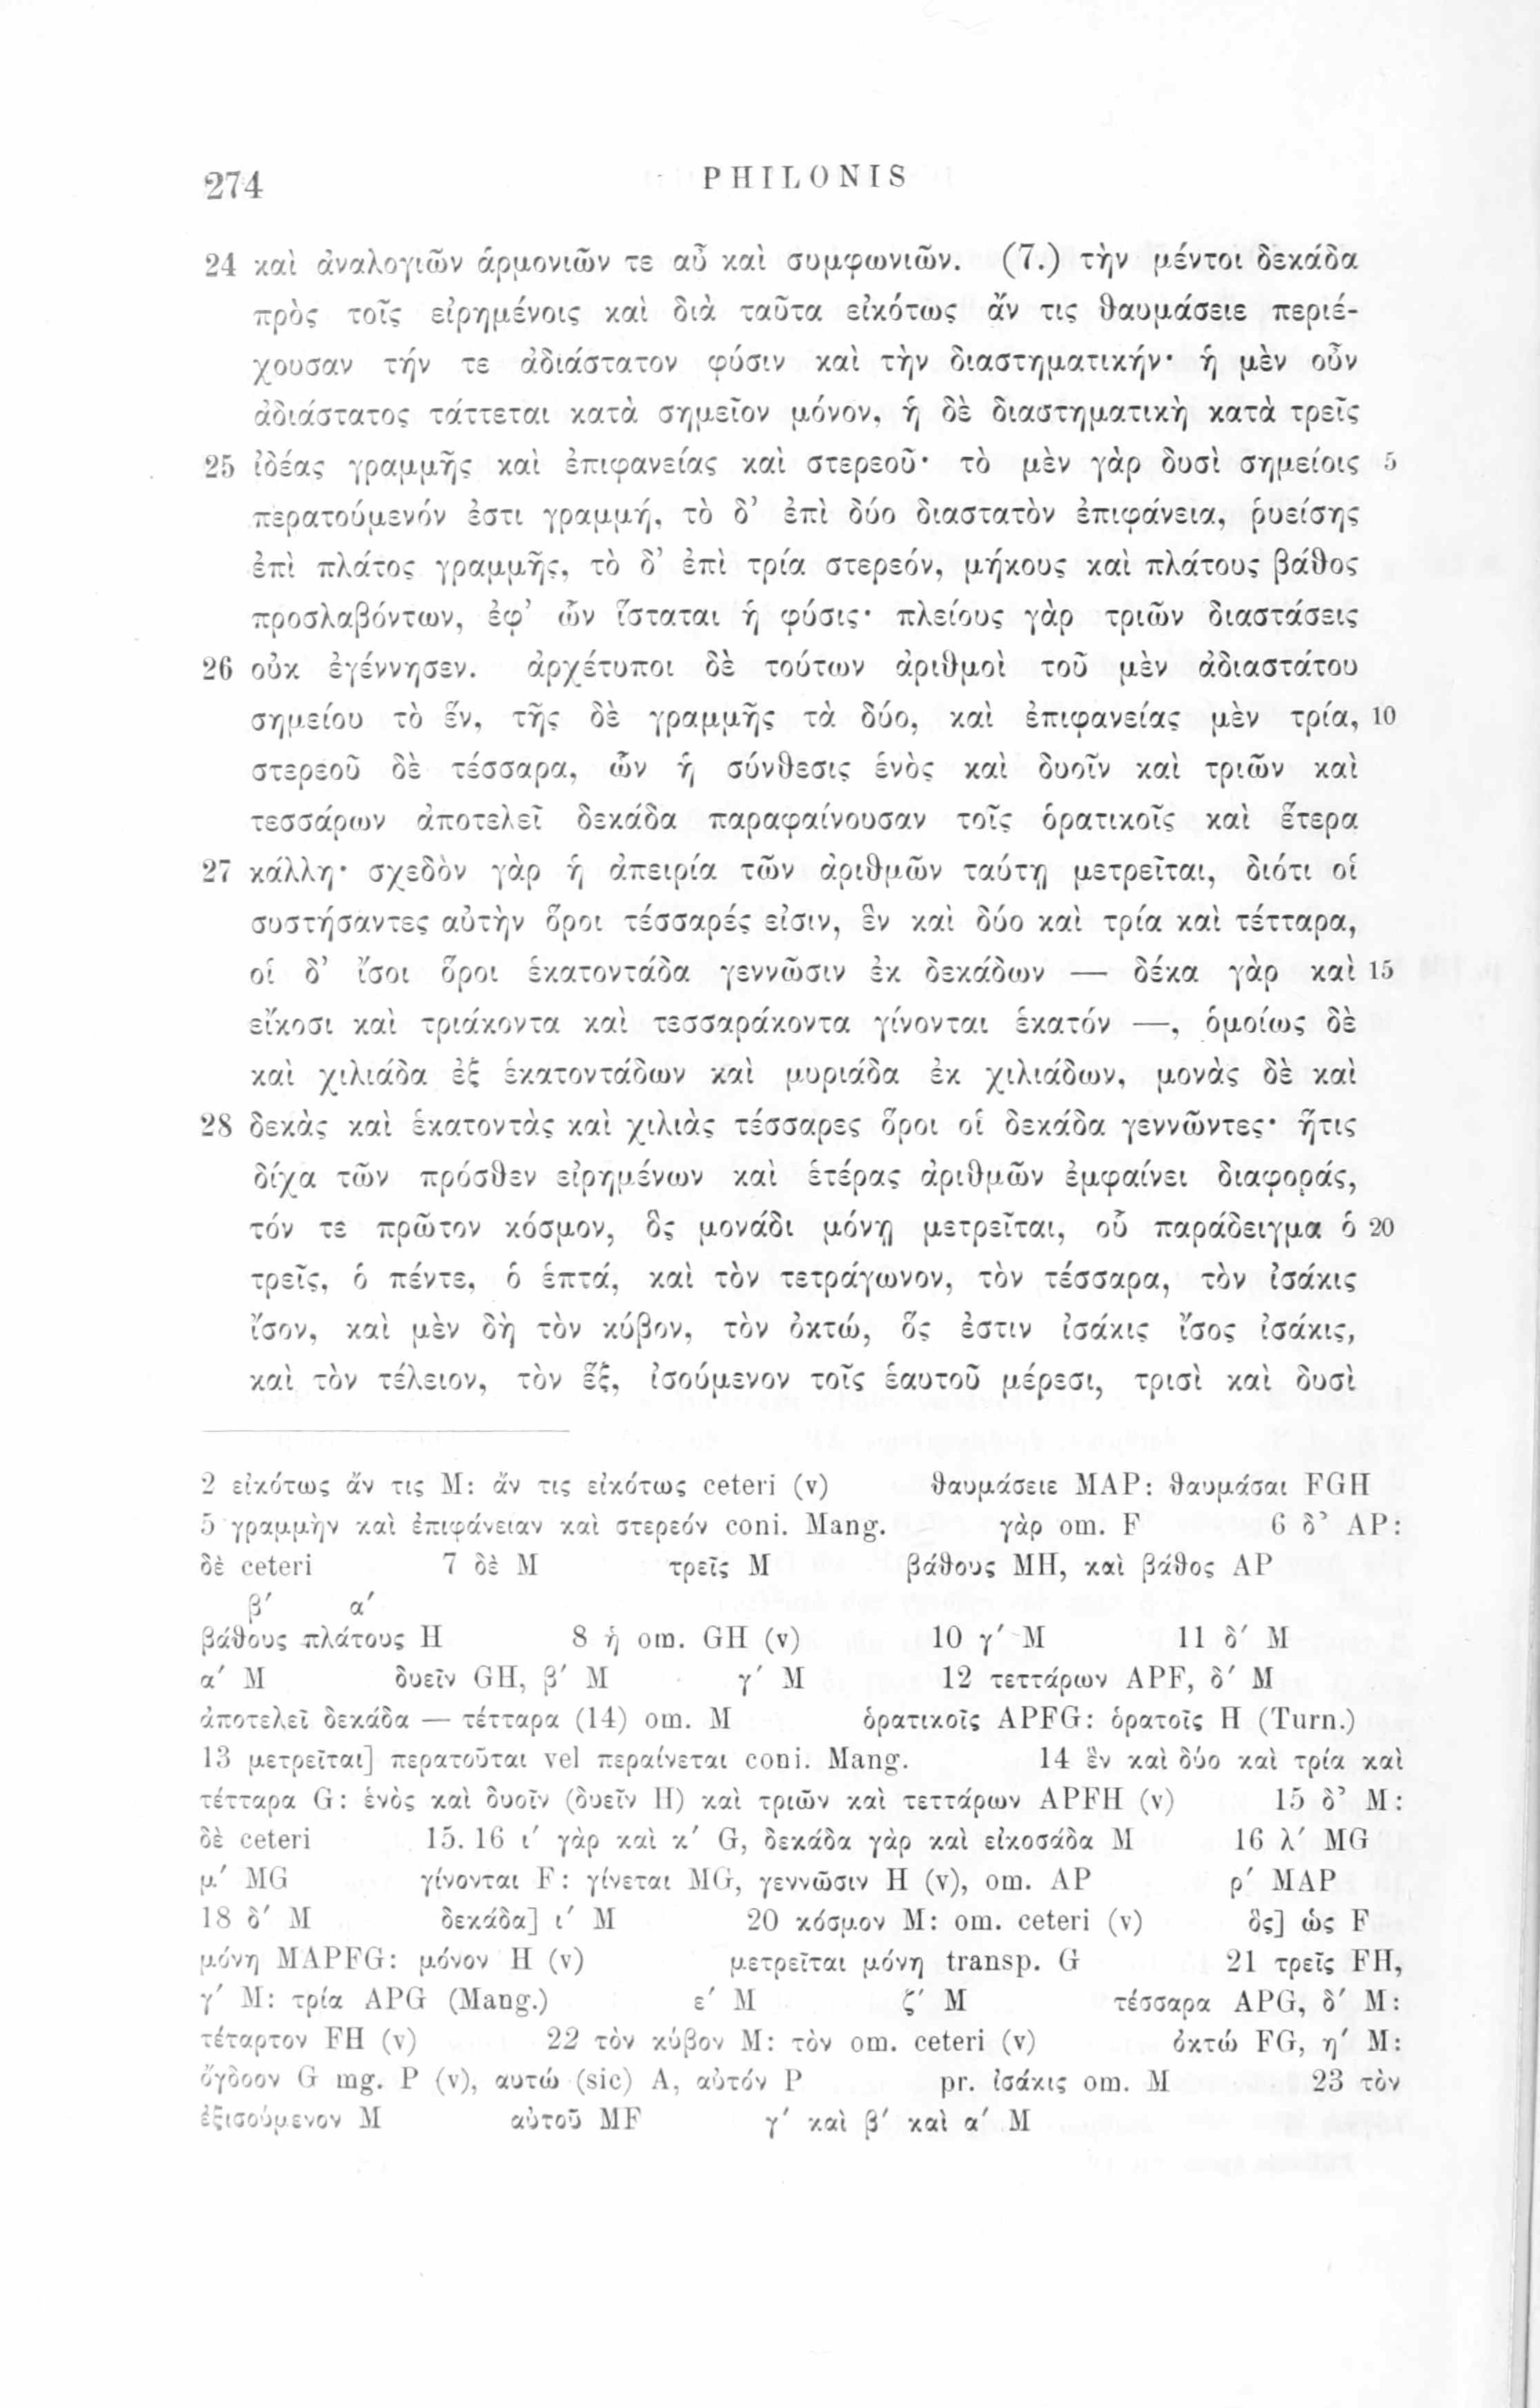 274 PHILONIS
24 καὶ ἀναλογιῶν ἁρμονιῶν τε αὖ καὶ συμφωνιῶν. (7.) τὴν μέντοι δεκάδα
πρὸς τοῖς εἰρημένοις καὶ διὰ ταῦτα εἰκότως ἄν τις θαυμάσειε περιέ-
χουσαν τήν τε ἀδιάστατον φύσιν καὶ τὴν διαστηματικήν· ἡ μὲν οὖν
ἀδιάστατος τάττεται κατὰ σημεῖον μόνον, ἡ δὲ διαστηματικὴ κατὰ τρεῖς
25 ἰδέας γραμμῆς καὶ ἐπιφανείας καὶ στερεοῦ· τὸ μὲν γὰρ δυσὶ σημείοις 5
περατούμενόν ἐστι γραμμή, τὸ δ’ ἐπὶ δύο διαστατὸν ἐπιφάνεια, ῥυείσης
ἐπὶ πλάτος γραμμῆς, τὸ δ’ ἐπὶ τρία στερεόν, μήκους καὶ πλάτους βάθος
προσλαβόντων, ἐφ’ ὧν ἵσταται ἡ φύσις· πλείους γὰρ τριῶν διαστάσεις
26 οὐκ ἐγέννησεν. ἀρχέτυποι δὲ τούτων ἀριθμοὶ τοῦ μὲν ἀδιαστάτου
σημείου τὸ ἕν, τῆς δὲ γραμμῆς τὰ δύο, καὶ ἐπιφανείας μὲν τρία, 10
στερεοῦ δὲ τέσσαρα, ὧν ἡ σύνθεσις ἑνὸς καὶ δυοῖν καὶ τριῶν καὶ
τεσσάρων ἀποτελεῖ δεκάδα παραφαίνουσαν τοῖς ὁρατικοῖς καὶ ἕτερα
27 κάλλη· σχεδὸν γὰρ ἡ ἀπειρία τῶν ἀριθμῶν ταύτῃ μετρεῖται, διότι οἱ
συστήσαντες αὐτὴν ὅροι τέσσαρές εἰσιν, ἓν καὶ δύο καὶ τρία καὶ τέτταρα,
οἱ δ’ ἴσοι ὅροι ἑκατοντάδα γεννῶσιν ἐκ δεκάδων — δέκα γὰρ καὶ 15
εἴκοσι καὶ τριάκοντα καὶ τεσσαράκοντα γίνονται ἑκατόν —, ὁμοίως δὲ
καὶ χιλιάδα ἐξ ἑκατοντάδων καὶ μυριάδα ἐκ χιλιάδων, μονὰς δὲ καὶ
28 δεκὰς καὶ ἑκατοντὰς καὶ χιλιὰς τέσσαρες ὅροι οἱ δεκάδα γεννῶντες· ἥτις
δίχα τῶν πρόσθεν εἰρημένων καὶ ἑτέρας ἀριθμῶν ἐμφαίνει διαφοράς,
τόν τε πρῶτον κόσμον, ὃς μονάδι μόνῃ μετρεῖται, οὗ παράδειγμα ὁ 20
τρεῖς, ὁ πέντε, ὁ ἑπτά, καὶ τὸν τετράγωνον, τὸν τέσσαρα, τὸν ἰσάκις
ἴσον, καὶ μὲν δὴ τὸν κύβον, τὸν ὀκτώ, ὅς ἐστιν ἰσάκις ἴσος ἰσάκις,
καὶ τὸν τέλειον, τὸν ἕξ, ἰσούμενον τοῖς ἑαυτοῦ μέρεσι, τρισὶ καὶ δυσὶ
2 εἰκότως ἄν τις M: ἄν τις εἰκότως ceteri (v) θαυμάσειε MAP: θαυμάσαι FGH
5 γραμμὴν καὶ ἐπιφάνειαν καὶ στερεόν coni. Mang. γὰρ om. F 6 δ’ AP:
δὲ ceteri 7 δὲ M τρεῖς M βάθους MH, καὶ βάθος AP
β′ α′
βάθους πλάτους H 8 ἡ om. GH (v) 10 γ′ M 11 δ′ M
α′ M δυεῖν GH, β′ M γ′ M 12 τεττάρων APF, δ′ M
ἀποτελεῖ δεκάδα — τέτταρα (14) om. M ὁρατικοῖς APFG: ὁρατοῖς H (Turn.)
13 μετρεῖται] περατοῦται vel περαίνεται coni. Mang. 14 ἓν καὶ δύο καὶ τρία καὶ
τέτταρα G: ἑνὸς καὶ δυοῖν (δυεῖν H) καὶ τριῶν καὶ τεττάρων APFH (v) 15 δ’ M:
δὲ ceteri 15. 16 ι′ γὰρ καὶ κ′ G, δεκάδα γὰρ καὶ εἰκοσάδα M 16 λ′ MG
μ′ MG γίνονται F: γίνεται MG, γεννῶσιν H (v), om. AP ρ′ MAP
18 δ′ M δεκάδα] ι′ M 20 κόσμον M: om. ceteri (v) ὃς] ὡς F
μόνῃ MAPFG: μόνον H (v) μετρεῖται μόνῃ transp. G 21 τρεῖς FH,
γ′ M: τρία APG (Mang.) ε′ M ζ′ M τέσσαρα APG, δ′ M:
τέταρτον FH (v) 22 τὸν κύβον M: τὸν om. ceteri (v) ὀκτώ FG, η′ M:
ὄγδοον G mg. P (v), αυτώ (sic) A, αὐτόν P pr. ἰσάκις om. M 23 τὸν
ἐξισούμενον M αὑτοῦ MF γ′ καὶ β′ καὶ α′ M